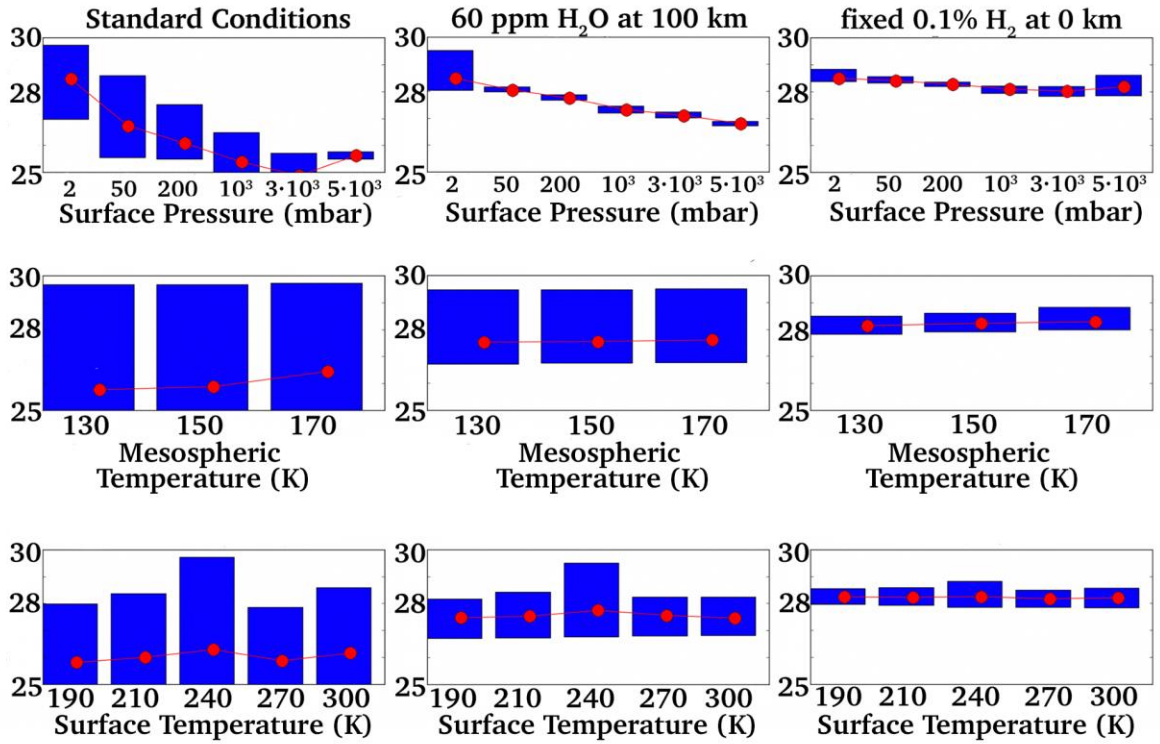 Standard Conditions
60 ppm H₂O at 100 km
fixed 0.1% H₂ at 0 km
30
28
25
2 50 200 10³ 3·10³ 5·10³
Surface Pressure (mbar)
30
28
25
2 50 200 10³ 3·10³ 5·10³
Surface Pressure (mbar)
30
28
25
2 50 200 10³ 3·10³ 5·10³
Surface Pressure (mbar)
30
28
25
130 150 170
Mesospheric
Temperature (K)
30
28
25
130 150 170
Mesospheric
Temperature (K)
30
28
25
130 150 170
Mesospheric
Temperature (K)
30
28
25
190 210 240 270 300
Surface Temperature (K)
30
28
25
190 210 240 270 300
Surface Temperature (K)
30
28
25
190 210 240 270 300
Surface Temperature (K)